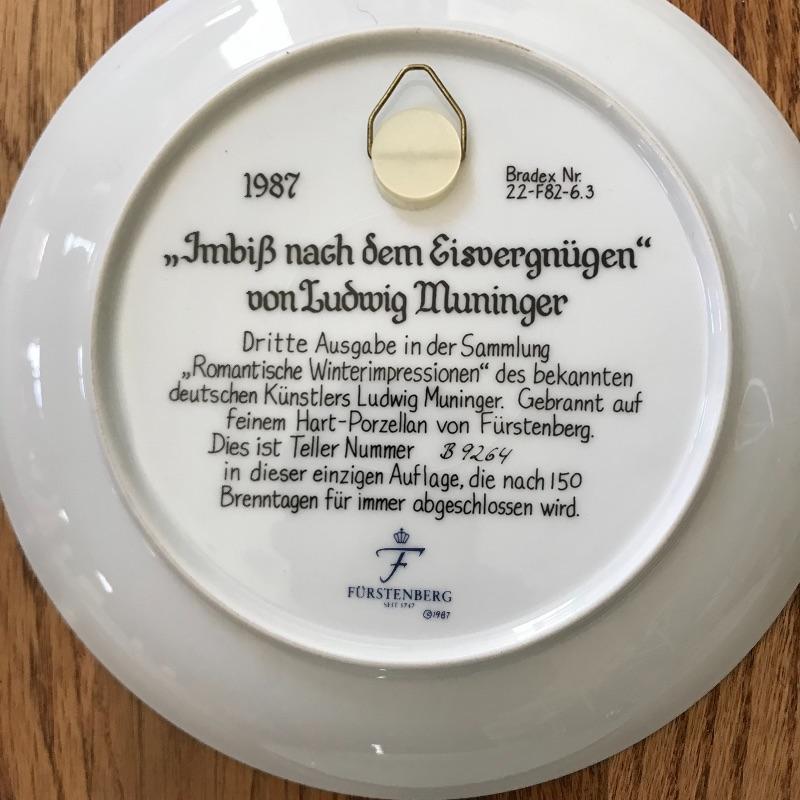 1987
Bradex Nr.
22-F82-6.3
„Imbiß nach dem Eisvergnügen“
von Ludwig Muninger
Dritte Ausgabe in der Sammlung
„Romantische Winterimpressionen“ des bekannten
deutschen Künstlers Ludwig Muninger. Gebrannt auf
feinem Hart-Porzellan von Fürstenberg.
Dies ist Teller Nummer B 9264
in dieser einzigen Auflage, die nach 150
Brenntagen für immer abgeschlossen wird.
F
FÜRSTENBERG
SEIT 1747
©1987